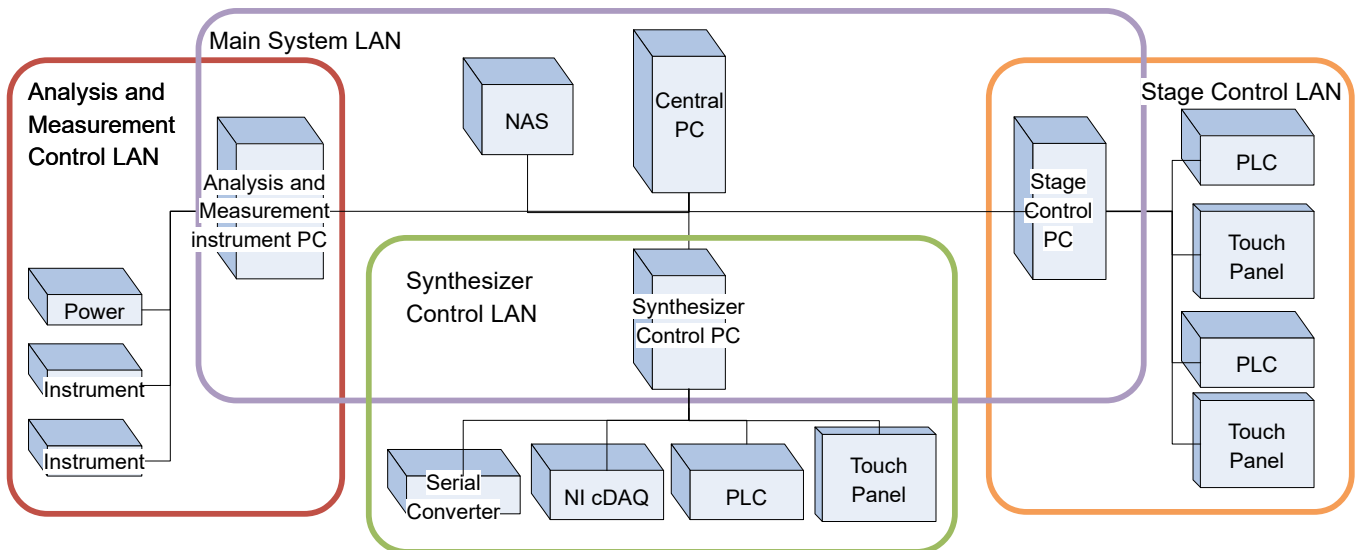 Main System LAN
Analysis and
Measurement
Control LAN
Analysis and
Measurement
instrument PC
Power
Instrument
Instrument
NAS
Central
PC
Synthesizer
Control LAN
Synthesizer
Control PC
Serial
Converter
NI cDAQ
PLC
Touch
Panel
Stage Control LAN
Stage
Control
PC
PLC
Touch
Panel
PLC
Touch
Panel